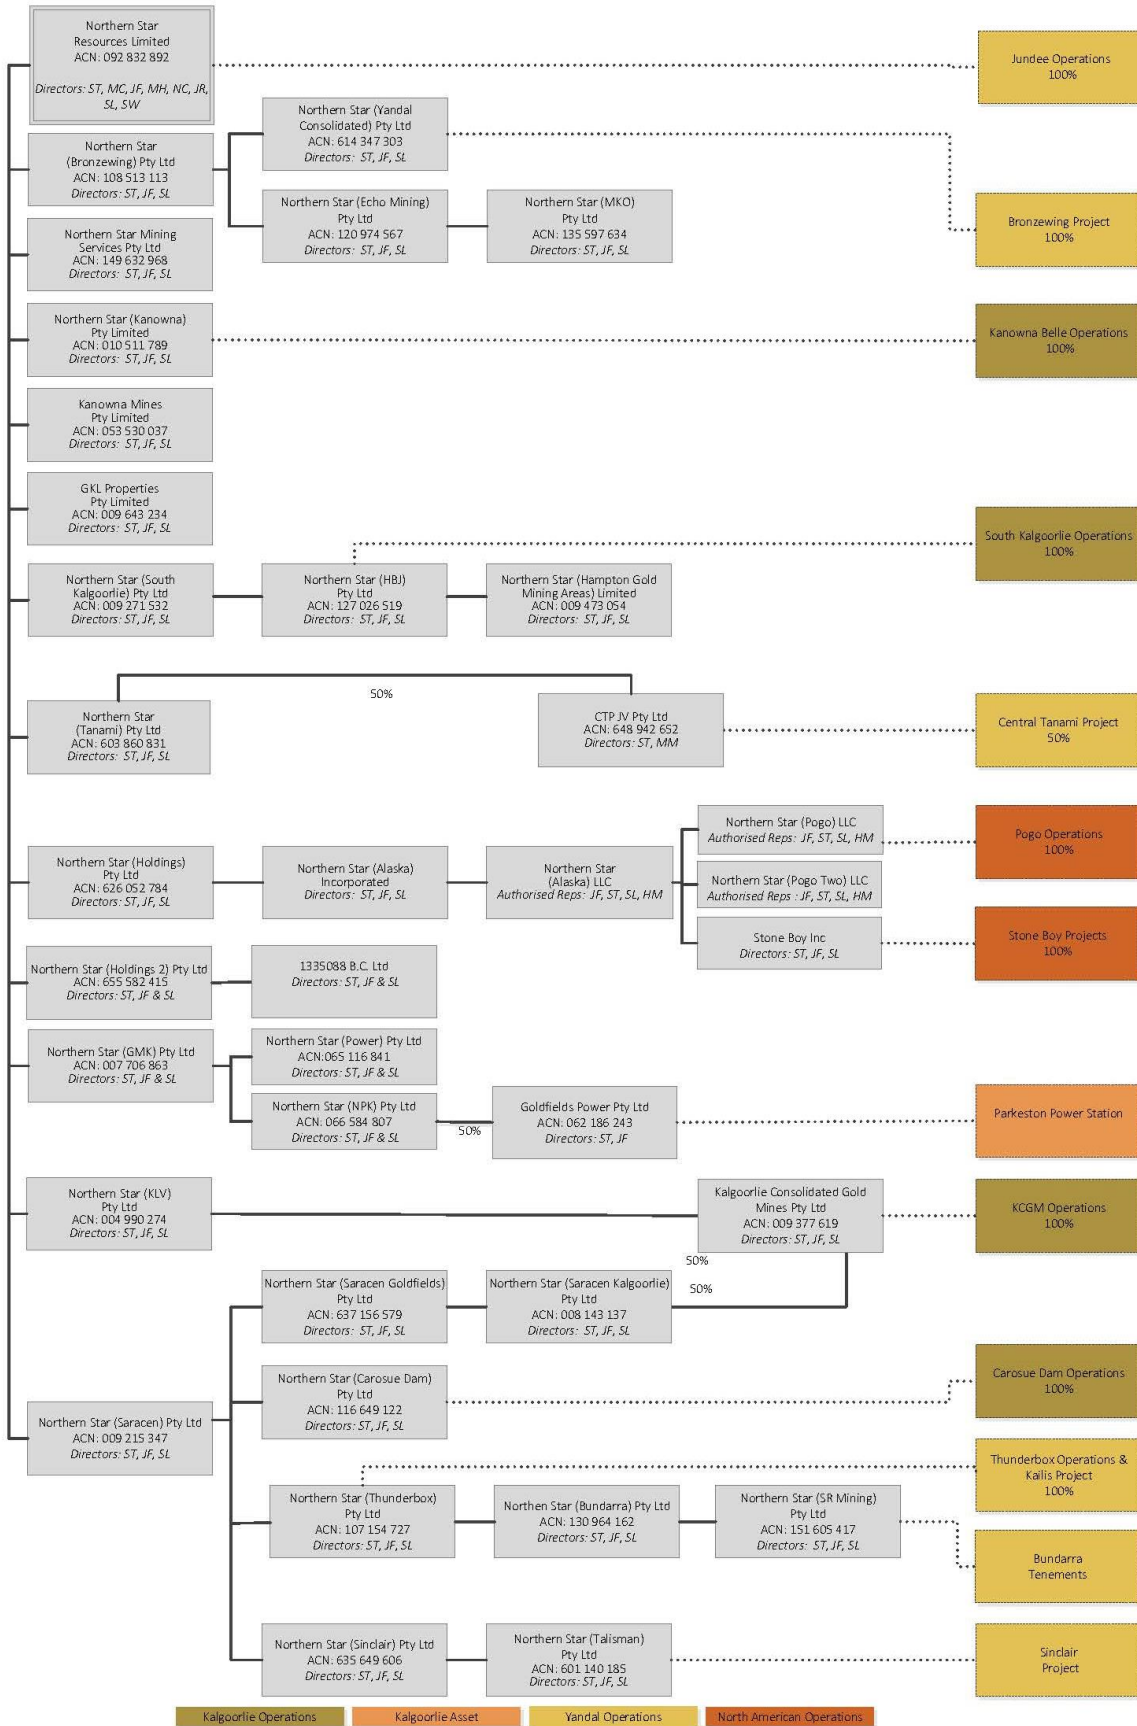 Northern Star
Resources Limited
ACN: 092 832 892
Directors: ST, MC, JF, MH, NC, JR,
SL, SW
Jundee Operations
100%
Northern Star
(Bronzewing) Pty Ltd
ACN: 108 513 113
Directors: ST, JF, SL
Northern Star (Yandal
Consolidated) Pty Ltd
ACN: 614 347 303
Directors: ST, JF, SL
Northern Star (Echo Mining)
Pty Ltd
ACN: 120 974 567
Directors: ST, JF, SL
Northern Star (MKO)
Pty Ltd
ACN: 135 597 634
Directors: ST, JF, SL
Bronzewing Project
100%
Northern Star Mining
Services Pty Ltd
ACN: 149 632 968
Directors: ST, JF, SL
Northern Star (Kanowna)
Pty Limited
ACN: 010 511 789
Directors: ST, JF, SL
Kanowna Belle Operations
100%
Kanowna Mines
Pty Limited
ACN: 053 530 037
Directors: ST, JF, SL
GKL Properties
Pty Limited
ACN: 009 643 234
Directors: ST, JF, SL
South Kalgoorlie Operations
100%
Northern Star (South
Kalgoorlie) Pty Ltd
ACN: 009 271 532
Directors: ST, JF, SL
Northern Star (HBJ)
Pty Ltd
ACN: 127 026 519
Directors: ST, JF, SL
Northern Star (Hampton Gold
Mining Areas) Limited
ACN: 009 473 054
Directors: ST, JF, SL
50%
Northern Star
(Tanami) Pty Ltd
ACN: 603 860 831
Directors: ST, JF, SL
CTP JV Pty Ltd
ACN: 648 942 652
Directors: ST, MM
Central Tanami Project
50%
Northern Star (Holdings)
Pty Ltd
ACN: 626 052 784
Directors: ST, JF, SL
Northern Star (Alaska)
Incorporated
Directors: ST, JF, SL
Northern Star
(Alaska) LLC
Authorised Reps: JF, ST, SL, HM
Northern Star (Pogo) LLC
Authorised Reps: JF, ST, SL, HM
Northern Star (Pogo Two) LLC
Authorised Reps : JF, ST, SL, HM
Stone Boy Inc
Directors: ST, JF, SL
Pogo Operations
100%
Stone Boy Projects
100%
Northern Star (Holdings 2) Pty Ltd
ACN: 655 582 415
Directors: ST, JF & SL
1335088 B.C. Ltd
Directors: ST, JF & SL
Northern Star (GMK) Pty Ltd
ACN: 007 706 863
Directors: ST, JF & SL
Northern Star (Power) Pty Ltd
ACN:065 116 841
Directors: ST, JF & SL
Northern Star (NPK) Pty Ltd
ACN: 066 584 807
Directors: ST, JF & SL
50%
Goldfields Power Pty Ltd
ACN: 062 186 243
Directors: ST, JF
Parkeston Power Station
Northern Star (KLV)
Pty Ltd
ACN: 004 990 274
Directors: ST, JF, SL
Kalgoorlie Consolidated Gold
Mines Pty Ltd
ACN: 009 377 619
Directors: ST, JF, SL
KCGM Operations
100%
50%
50%
Northern Star (Saracen Goldfields)
Pty Ltd
ACN: 637 156 579
Directors: ST, JF, SL
Northern Star (Saracen Kalgoorlie)
Pty Ltd
ACN: 008 143 137
Directors: ST, JF, SL
Northern Star (Carosue Dam)
Pty Ltd
ACN: 116 649 122
Directors: ST, JF, SL
Carosue Dam Operations
100%
Northern Star (Saracen) Pty Ltd
ACN: 009 215 347
Directors: ST, JF, SL
Thunderbox Operations &
Kailis Project
100%
Northern Star (Thunderbox)
Pty Ltd
ACN: 107 154 727
Directors: ST, JF, SL
Northen Star (Bundarra) Pty Ltd
ACN: 130 964 162
Directors: ST, JF, SL
Northern Star (SR Mining)
Pty Ltd
ACN: 151 605 417
Directors: ST, JF, SL
Bundarra
Tenements
Northern Star (Sinclair) Pty Ltd
ACN: 635 649 606
Directors: ST, JF, SL
Northern Star (Talisman)
Pty Ltd
ACN: 601 140 185
Directors: ST, JF, SL
Sinclair
Project
Kalgoorlie Operations
Kalgoorlie Asset
Yandal Operations
North American Operations